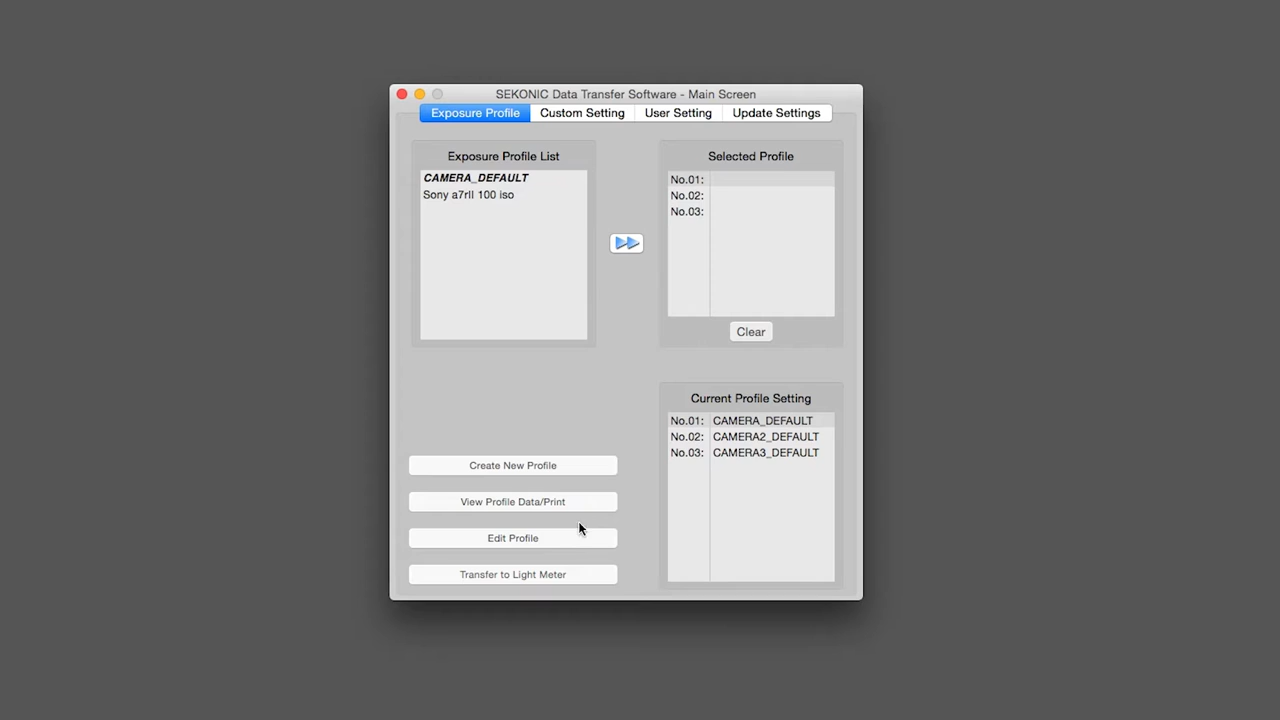 SEKONIC Data Transfer Software - Main Screen
Exposure Profile
Custom Setting
User Setting
Update Settings
Exposure Profile List
CAMERA_DEFAULT
Sony a7rII 100 iso
Selected Profile
No.01:
No.02:
No.03:
Clear
Current Profile Setting
No.01: CAMERA_DEFAULT
No.02: CAMERA2_DEFAULT
No.03: CAMERA3_DEFAULT
Create New Profile
View Profile Data/Print
Edit Profile
Transfer to Light Meter